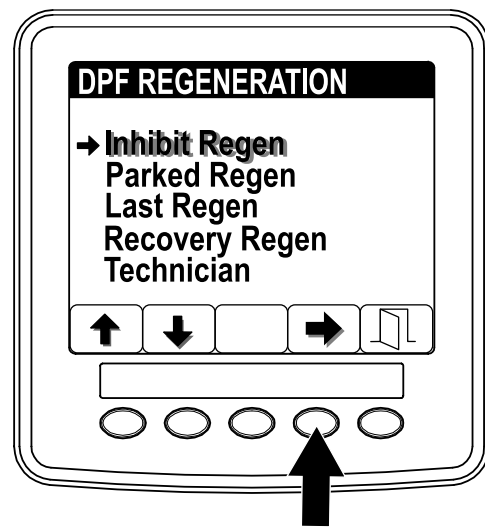 DPF REGENERATION
Inhibit Regen
Parked Regen
Last Regen
Recovery Regen
Technician